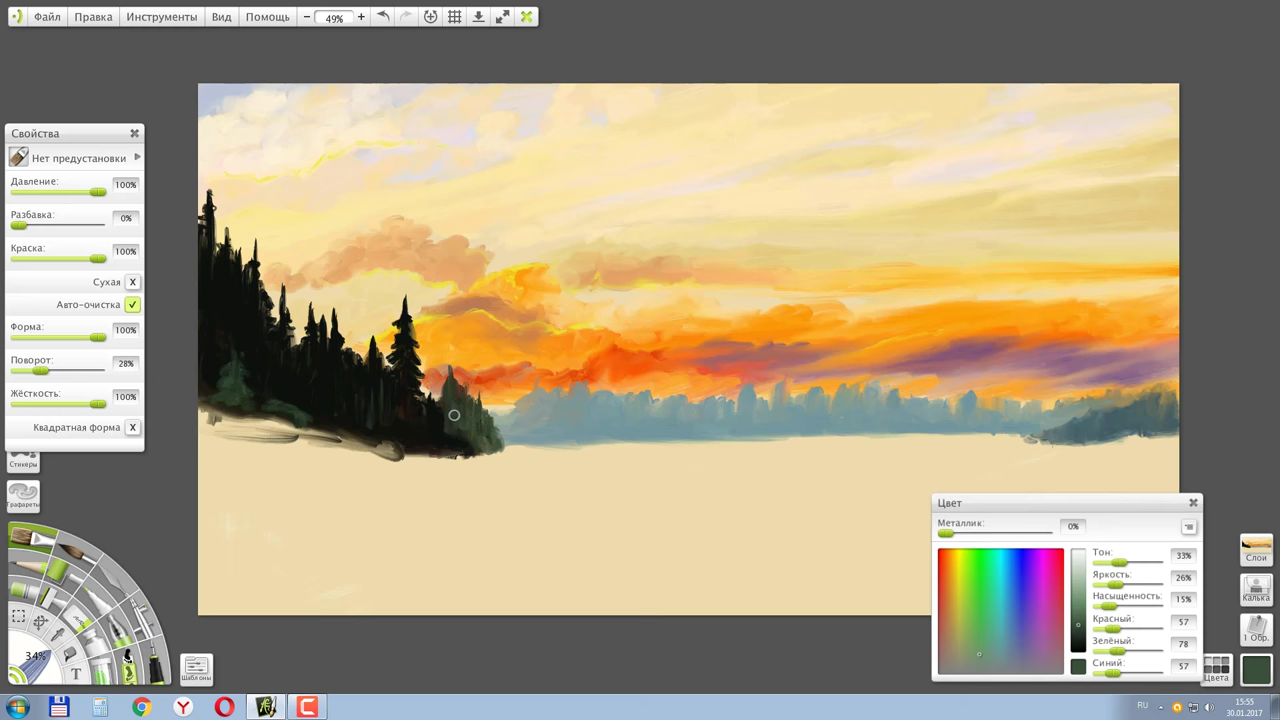 Файл Правка Инструменты Вид Помощь − 49% +
Свойства
Нет предустановки
Давление: 100%
Разбавка: 0%
Краска: 100%
Сухая X
Авто-очистка
Форма: 100%
Поворот: 28%
Жёсткость: 100%
Квадратная форма X
Стикеры
Трафареты
34%
T
Шаблоны
Цвет
Металлик: 0%
Тон: 33%
Яркость: 26%
Насыщенность: 15%
Красный: 57
Зелёный: 78
Синий: 57
Слои
Калька
1 Обр.
Цвета
RU
15:55
30.01.2017